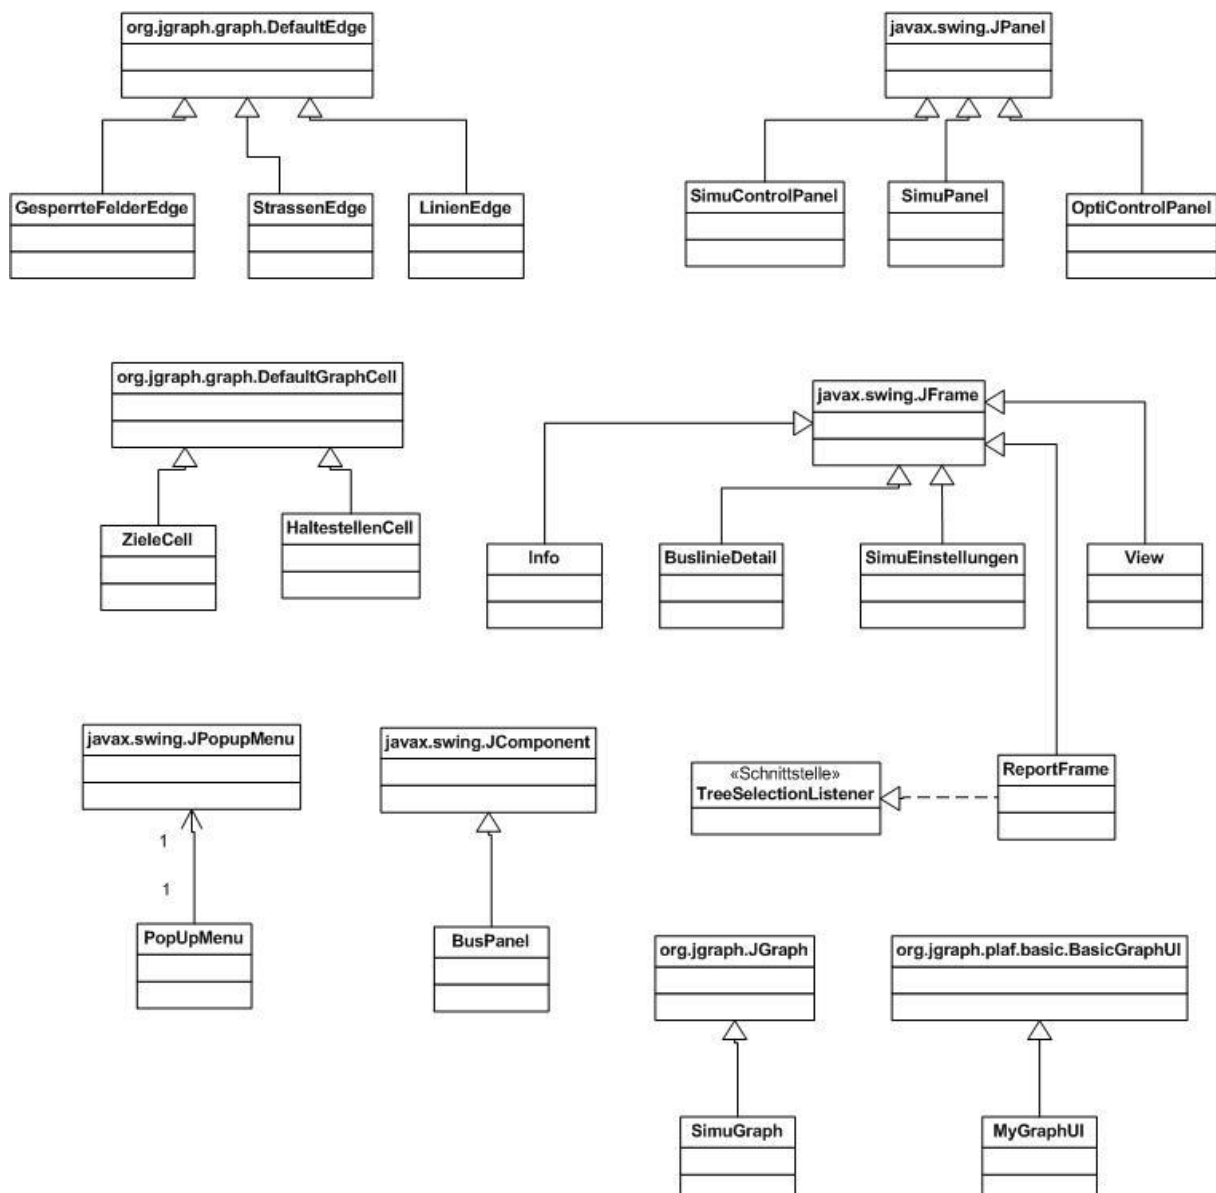 org.jgraph.graph.DefaultEdge
javax.swing.JPanel
GesperrteFelderEdge
StrassenEdge
LinienEdge
SimuControlPanel
SimuPanel
OptiControlPanel
org.jgraph.graph.DefaultGraphCell
javax.swing.JFrame
ZieleCell
HaltestellenCell
Info
BuslinieDetail
SimuEinstellungen
View
javax.swing.JPopupMenu
javax.swing.JComponent
«Schnittstelle»
TreeSelectionListener
ReportFrame
1
1
PopUpMenu
BusPanel
org.jgraph.JGraph
org.jgraph.plaf.basic.BasicGraphUI
SimuGraph
MyGraphUI